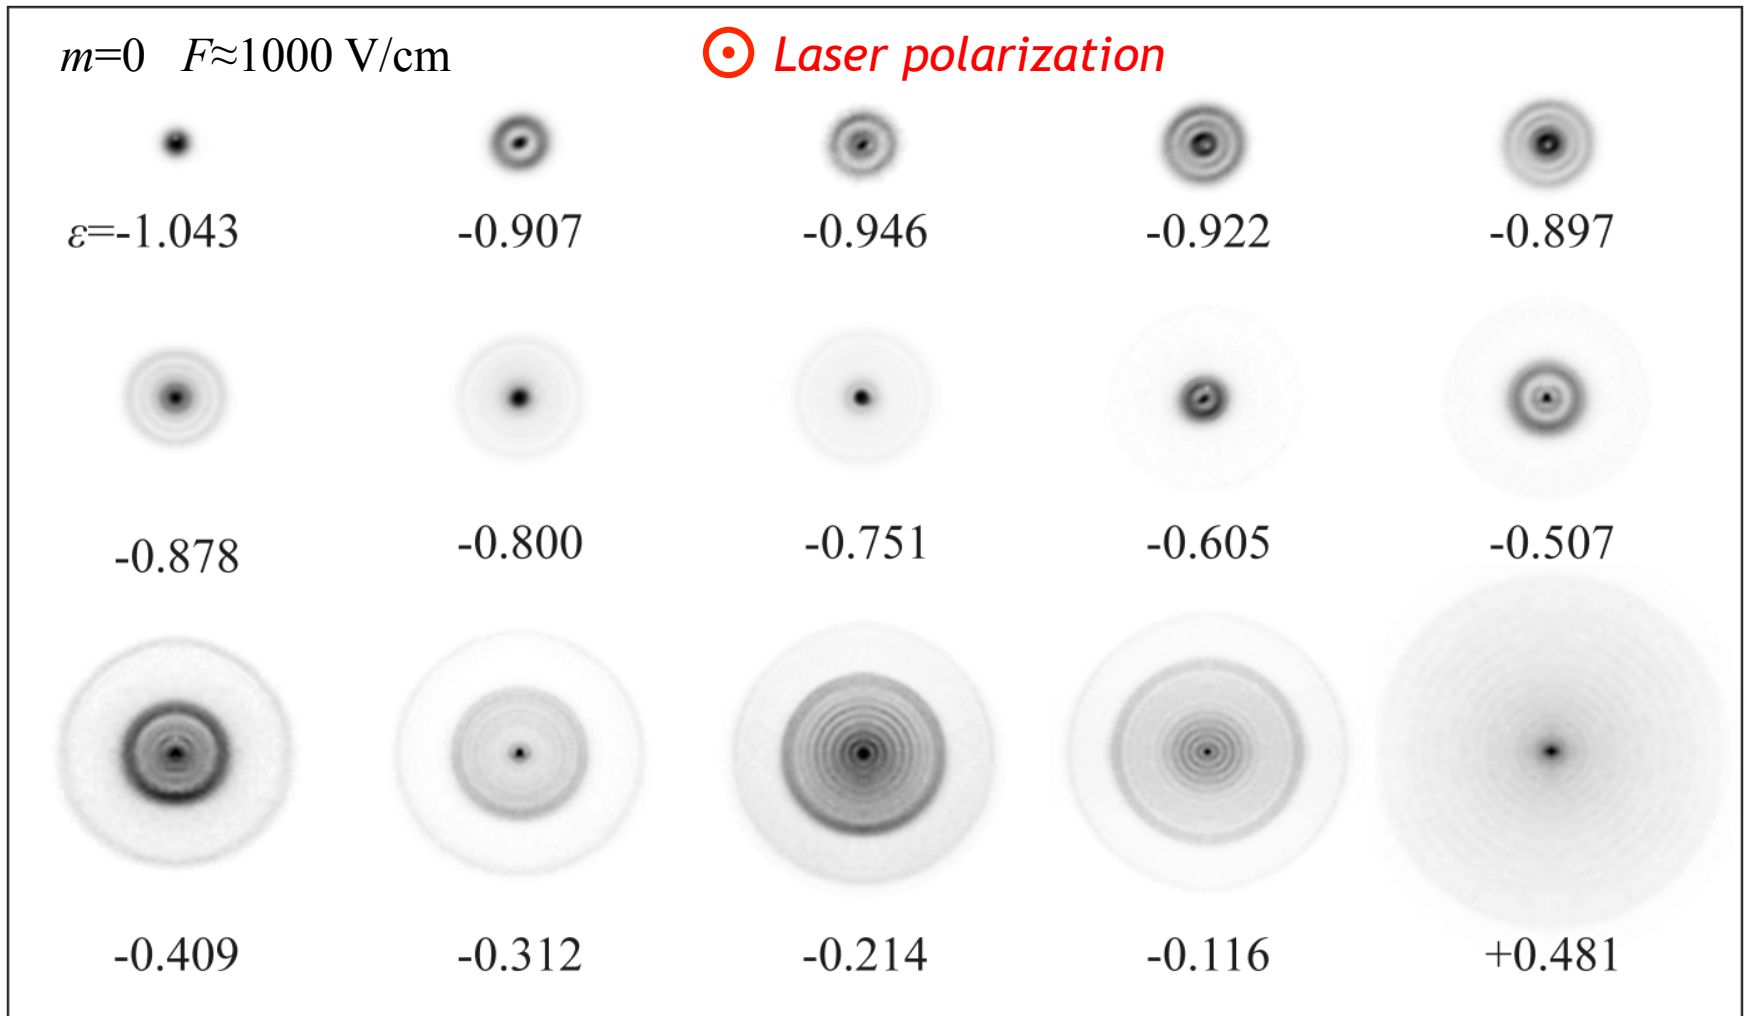 m=0 F≈1000 V/cm Laser polarization
ε=-1.043 -0.907 -0.946 -0.922 -0.897
-0.878 -0.800 -0.751 -0.605 -0.507
-0.409 -0.312 -0.214 -0.116 +0.481